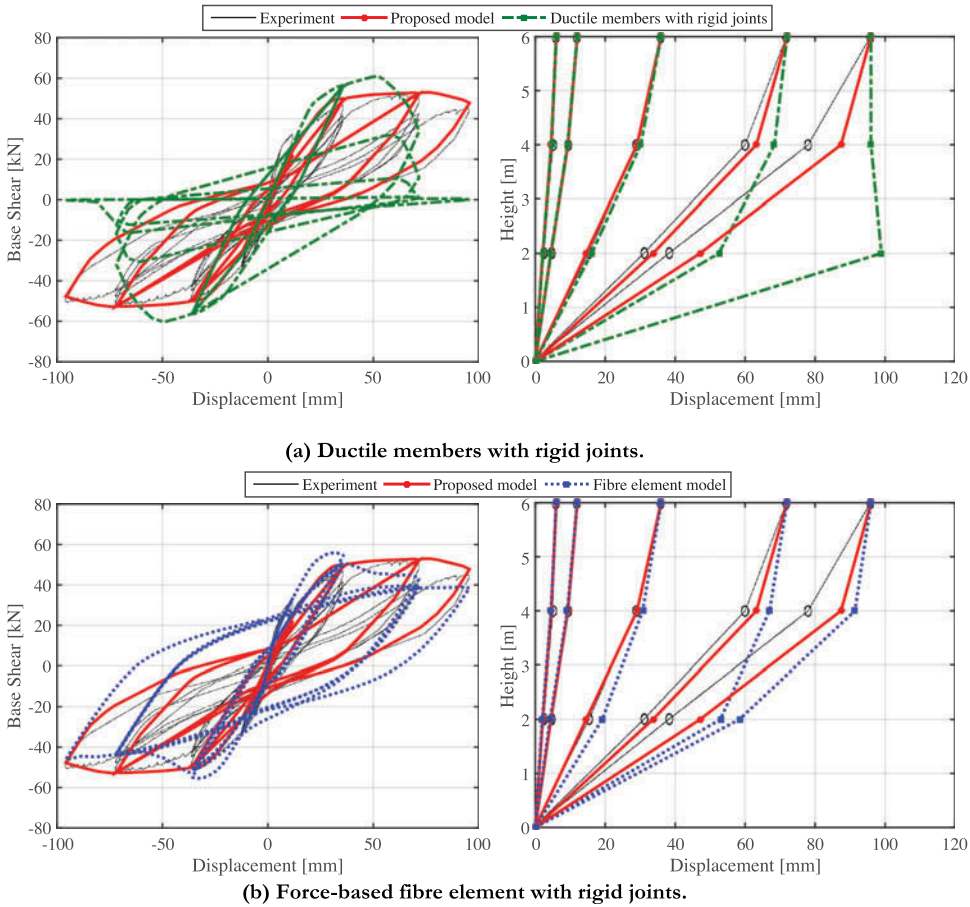 Experiment Proposed model Ductile members with rigid joints
80
60
40
20
0
-20
-40
-60
-80
Base Shear [kN]
-100 -50 0 50 100
Displacement [mm]
6
5
4
3
2
1
0
Height [m]
0 20 40 60 80 100 120
Displacement [mm]
(a) Ductile members with rigid joints.
Experiment Proposed model Fibre element model
80
60
40
20
0
-20
-40
-60
-80
Base Shear [kN]
-100 -50 0 50 100
Displacement [mm]
6
5
4
3
2
1
0
Height [m]
0 20 40 60 80 100 120
Displacement [mm]
(b) Force-based fibre element with rigid joints.